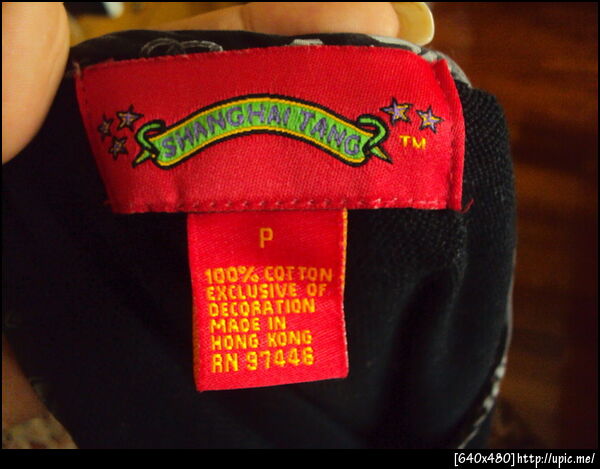 SHANGHAI TANG
TM
P
100% COTTON
EXCLUSIVE OF
DECORATION
MADE IN
HONG KONG
RN 97446
[640x480]http://upic.me/